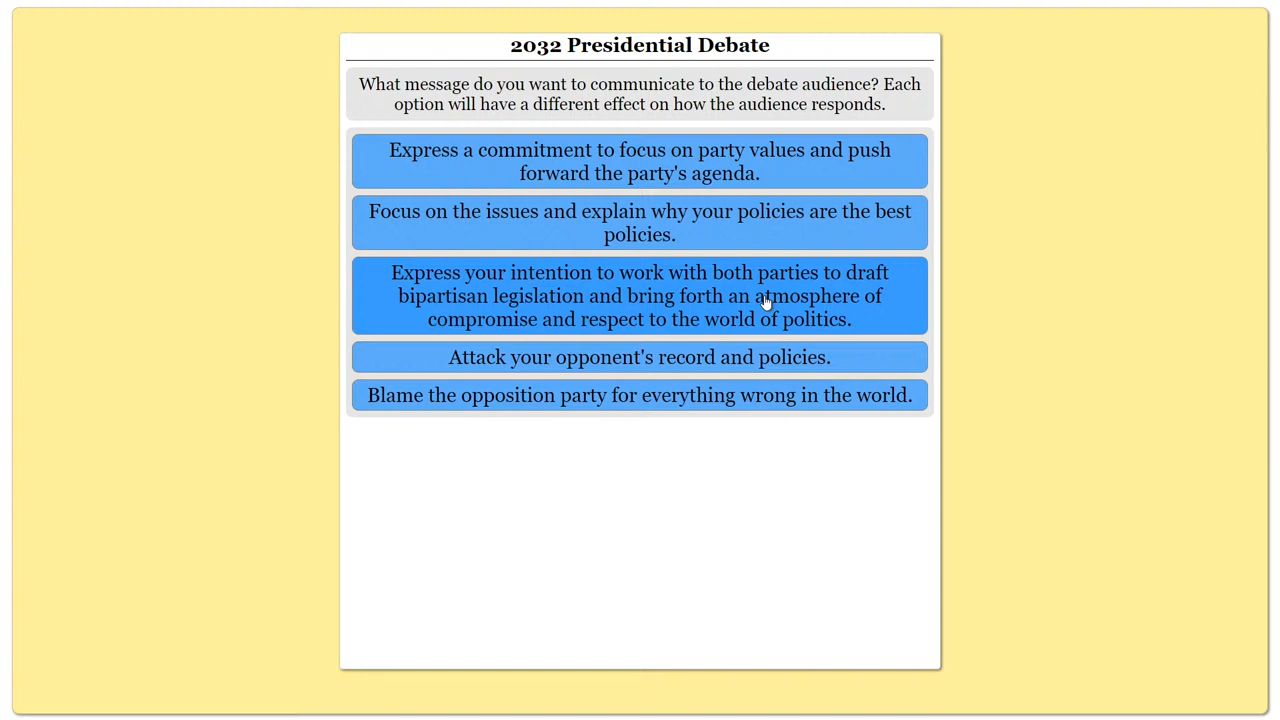 2032 Presidential Debate
What message do you want to communicate to the debate audience? Each
option will have a different effect on how the audience responds.
Express a commitment to focus on party values and push
forward the party's agenda.
Focus on the issues and explain why your policies are the best
policies.
Express your intention to work with both parties to draft
bipartisan legislation and bring forth an atmosphere of
compromise and respect to the world of politics.
Attack your opponent's record and policies.
Blame the opposition party for everything wrong in the world.